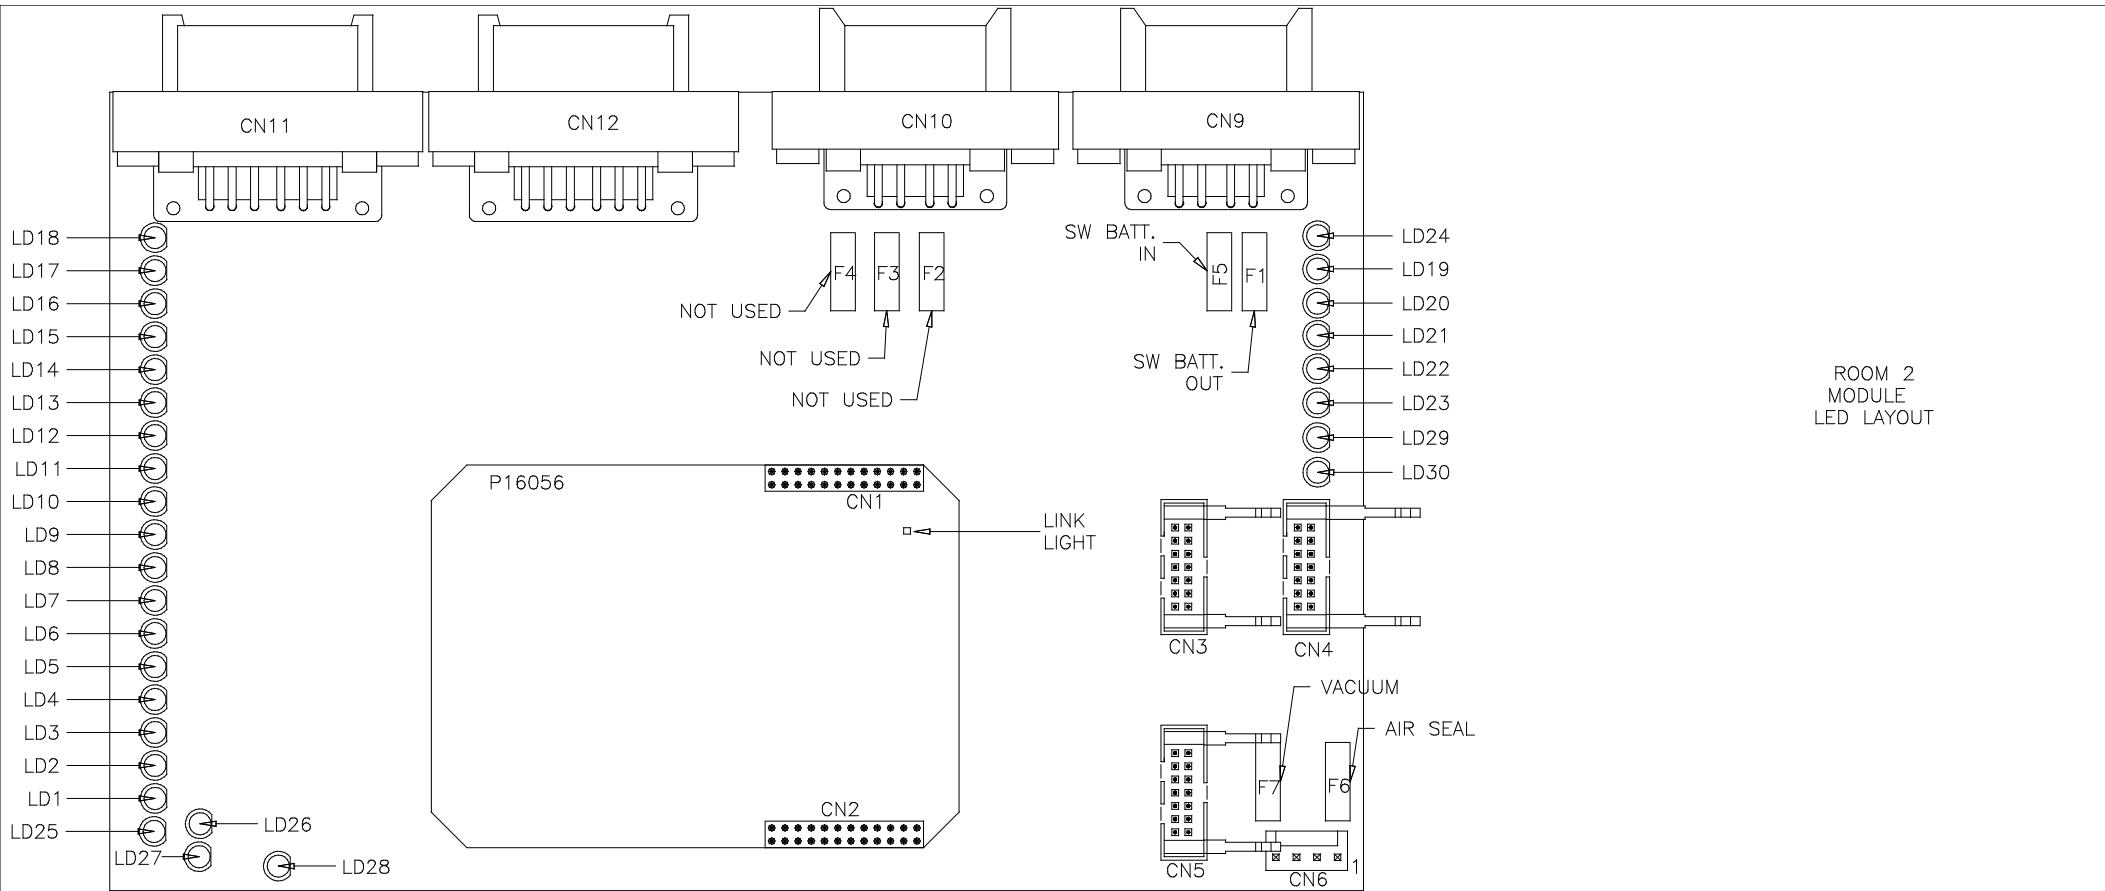 CN11
CN12
CN10
CN9
LD18
LD17
LD16
LD15
LD14
LD13
LD12
LD11
LD10
LD9
LD8
LD7
LD6
LD5
LD4
LD3
LD2
LD1
LD25
LD26
LD27
LD28
F4
F3
F2
NOT USED
NOT USED
NOT USED
SW BATT.
IN
F5
F1
SW BATT.
OUT
LD24
LD19
LD20
LD21
LD22
LD23
LD29
LD30
P16056
CN1
LINK
LIGHT
CN2
CN3
CN4
VACUUM
AIR SEAL
F7
F6
CN5
CN6
1
ROOM 2
MODULE
LED LAYOUT